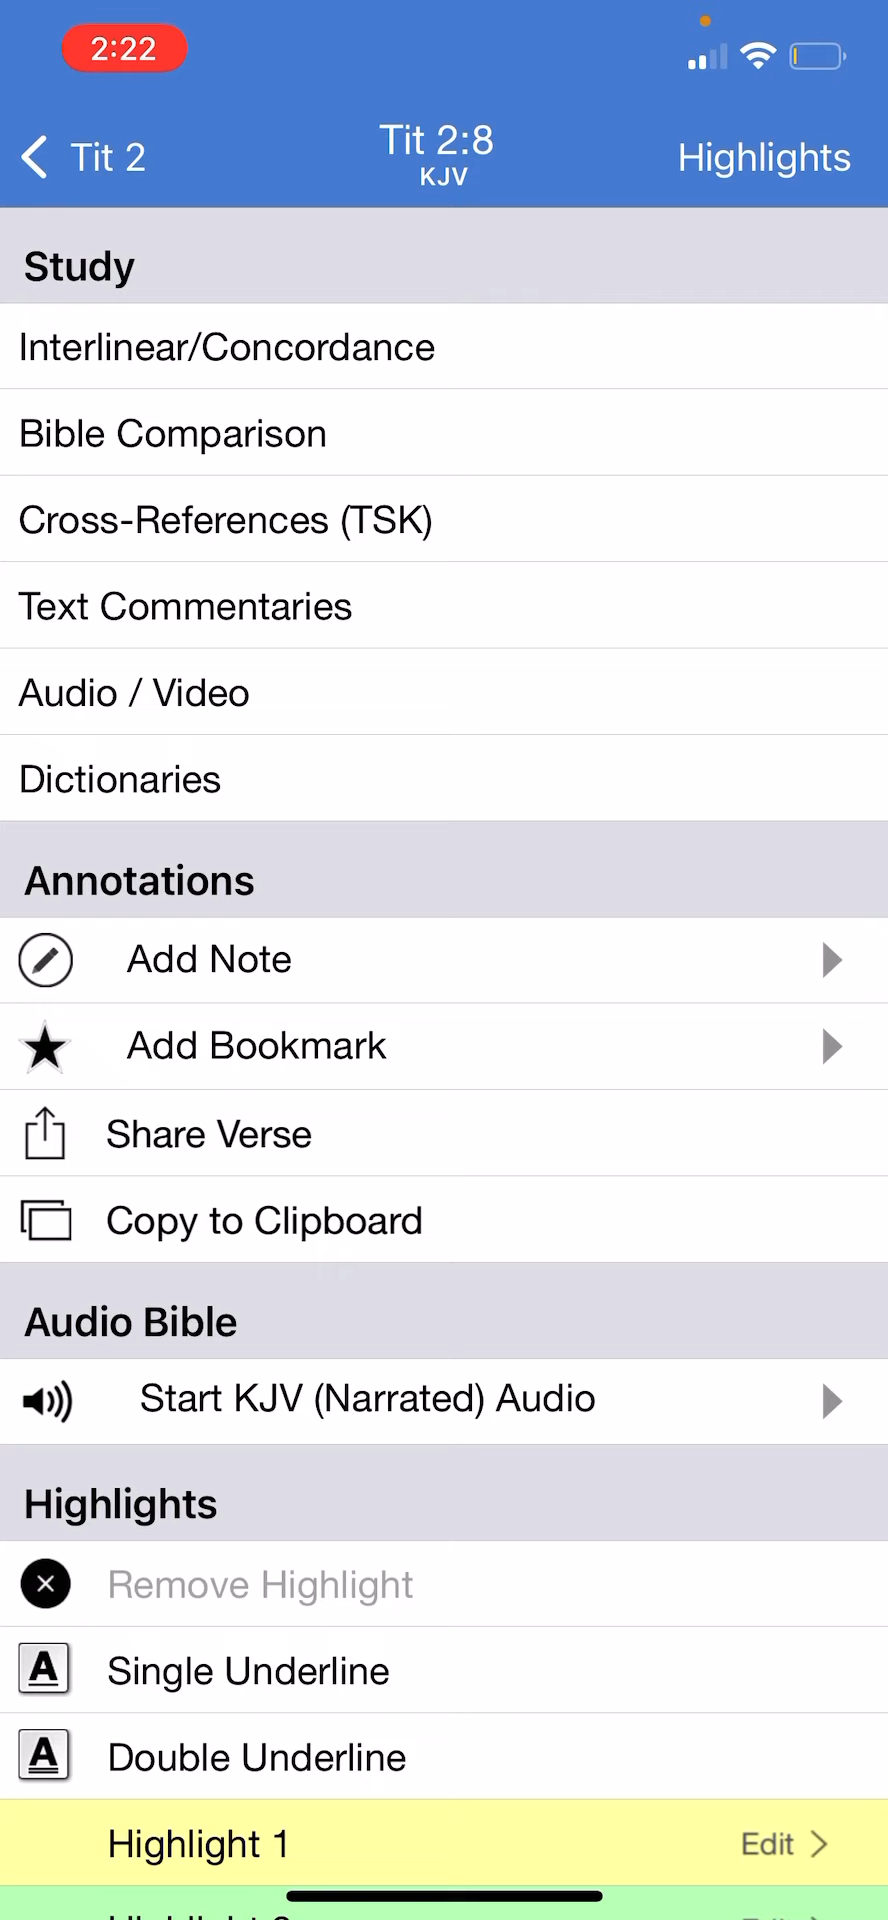 2:22
Tit 2
Tit 2:8
KJV
Highlights
Study
Interlinear/Concordance
Bible Comparison
Cross-References (TSK)
Text Commentaries
Audio / Video
Dictionaries
Annotations
Add Note
Add Bookmark
Share Verse
Copy to Clipboard
Audio Bible
Start KJV (Narrated) Audio
Highlights
Remove Highlight
A Single Underline
A Double Underline
Highlight 1 Edit